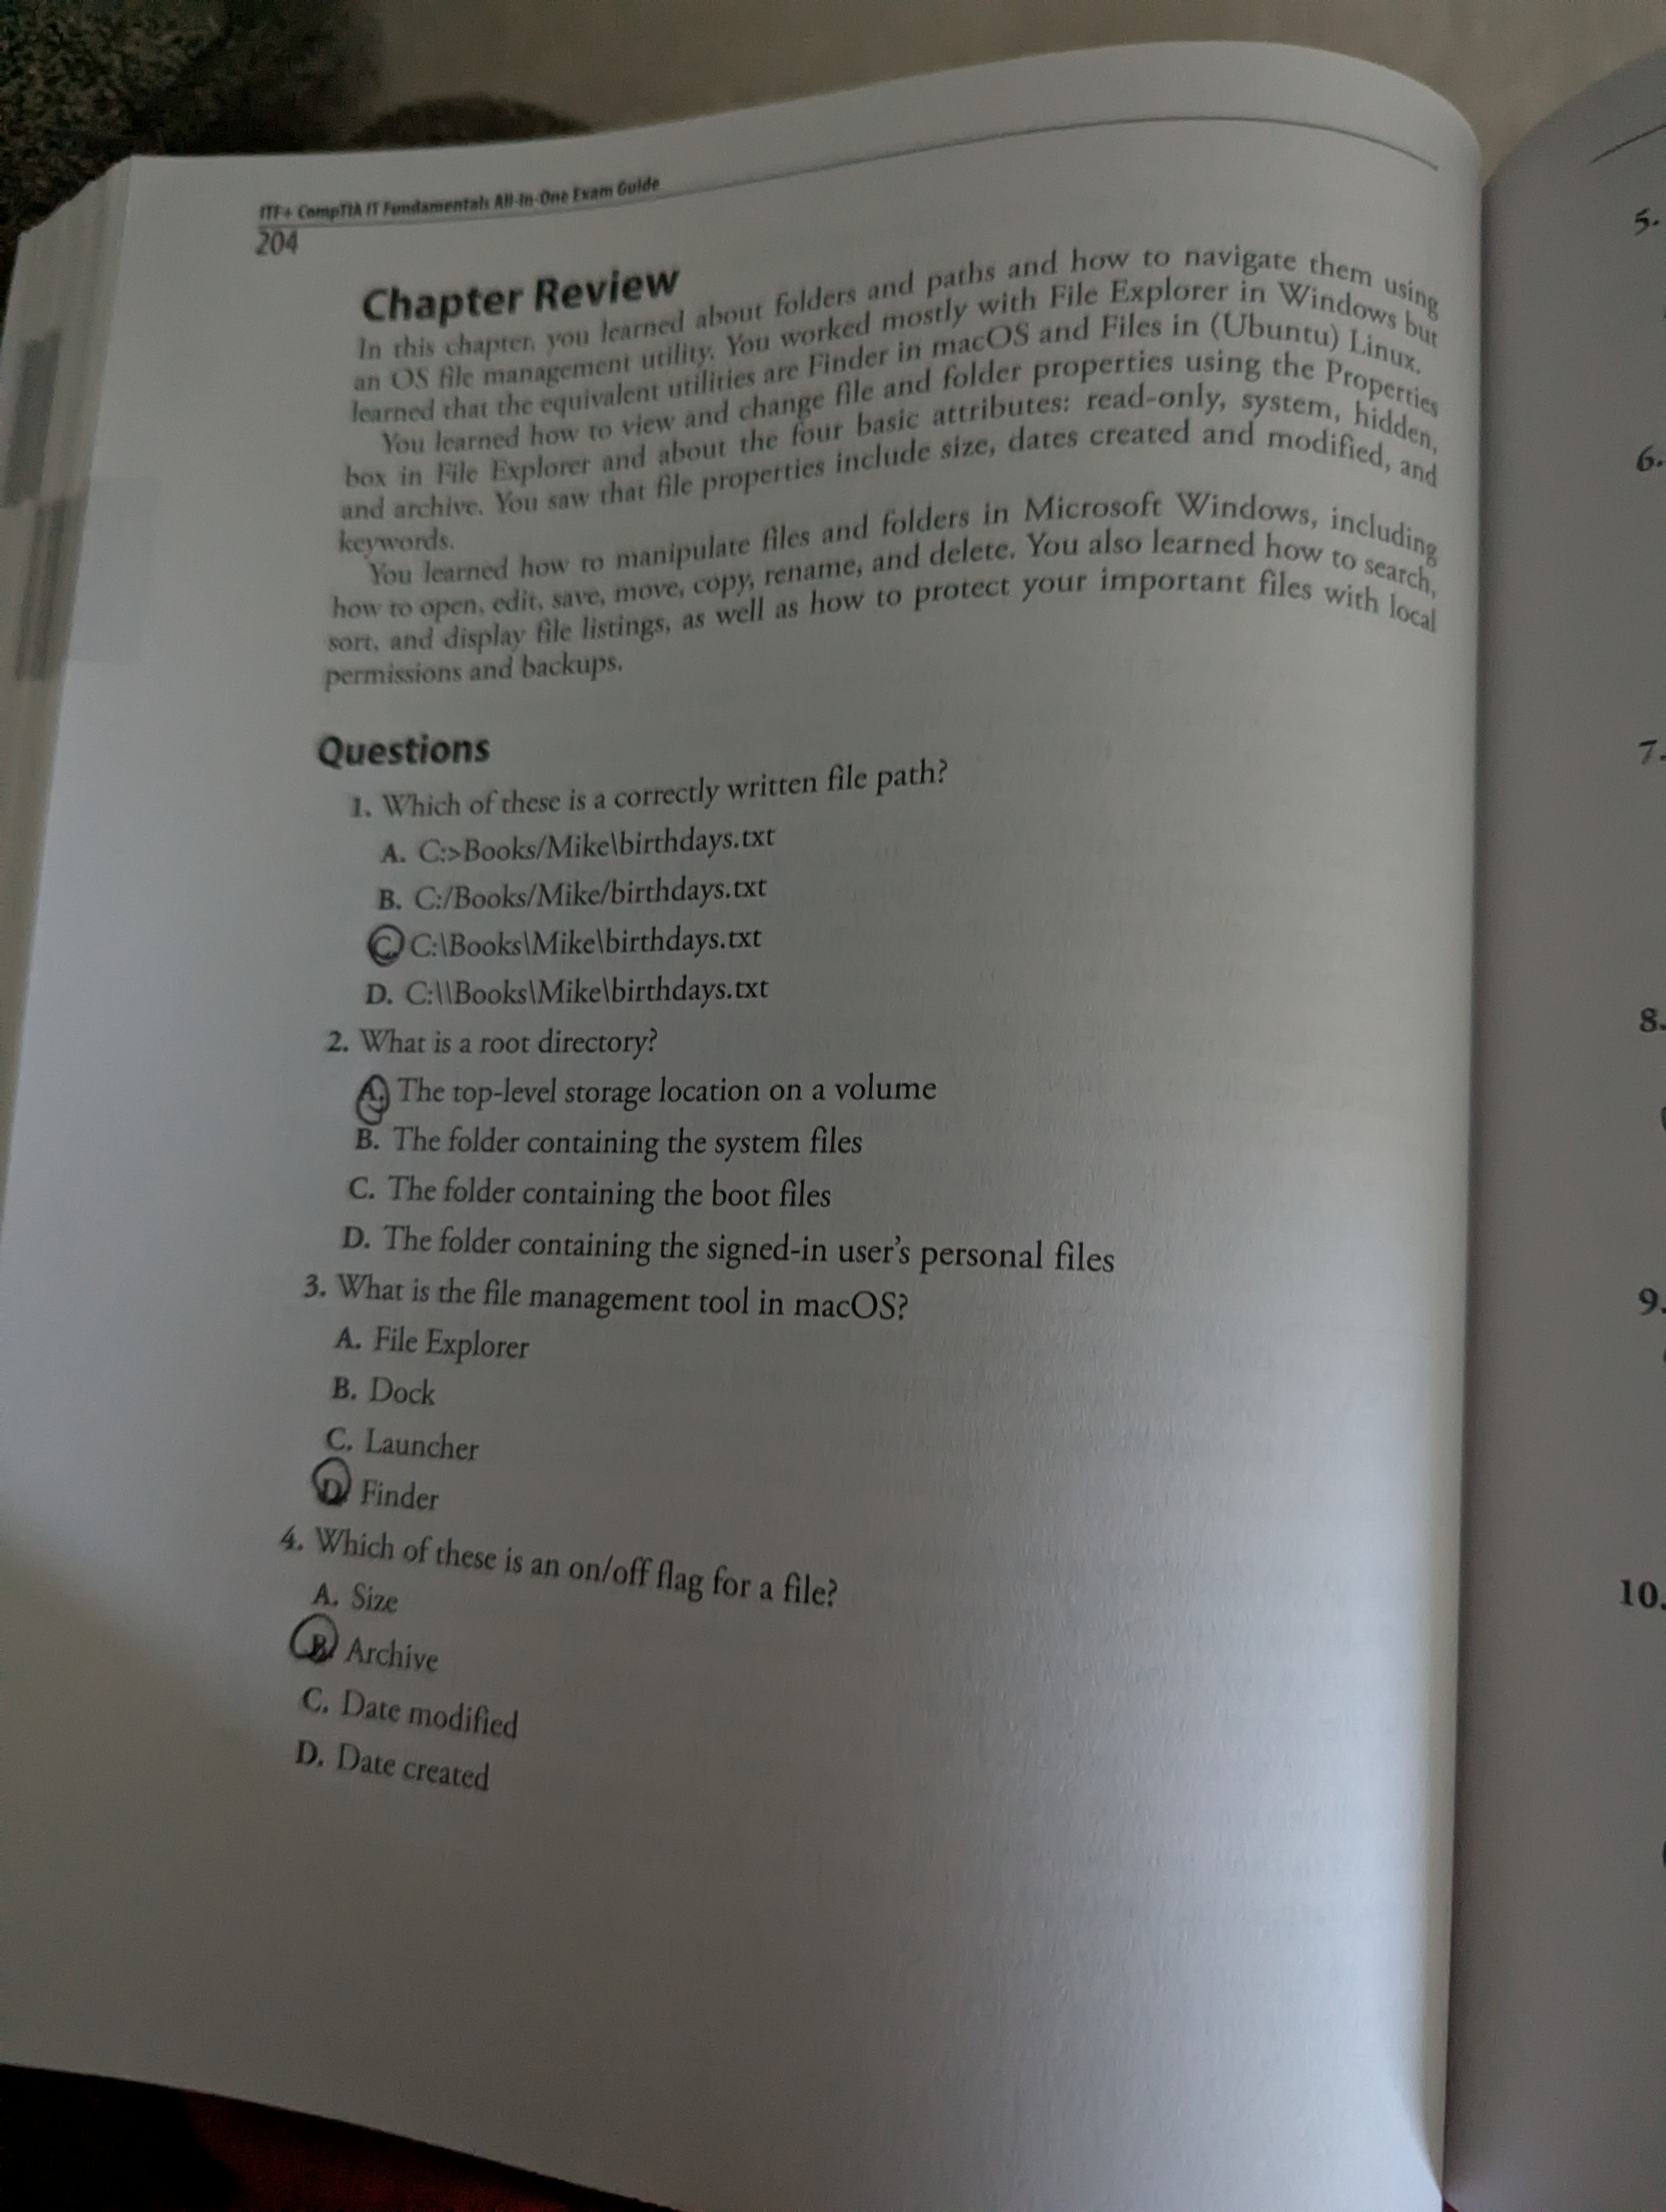 ITF+ CompTIA IT Fundamentals All-In-One Exam Guide
204
Chapter Review
In this chapter, you learned about folders and paths and how to navigate them using
an OS file management utility. You worked mostly with File Explorer in Windows but
learned that the equivalent utilities are Finder in macOS and Files in (Ubuntu) Linux.
You learned how to view and change file and folder properties using the Properties
box in File Explorer and about the four basic attributes: read-only, system, hidden,
and archive. You saw that file properties include size, dates created and modified, and
keywords.
You learned how to manipulate files and folders in Microsoft Windows, including
how to open, edit, save, move, copy, rename, and delete. You also learned how to search,
sort, and display file listings, as well as how to protect your important files with local
permissions and backups.
Questions
1. Which of these is a correctly written file path?
A. C:>Books/Mike\birthdays.txt
B. C:/Books/Mike/birthdays.txt
C. C:\Books\Mike\birthdays.txt
D. C:\\Books\Mike\birthdays.txt
2. What is a root directory?
A. The top-level storage location on a volume
B. The folder containing the system files
C. The folder containing the boot files
D. The folder containing the signed-in user's personal files
3. What is the file management tool in macOS?
A. File Explorer
B. Dock
C. Launcher
D. Finder
4. Which of these is an on/off flag for a file?
A. Size
B. Archive
C. Date modified
D. Date created
5.
6.
7.
8.
9.
10.